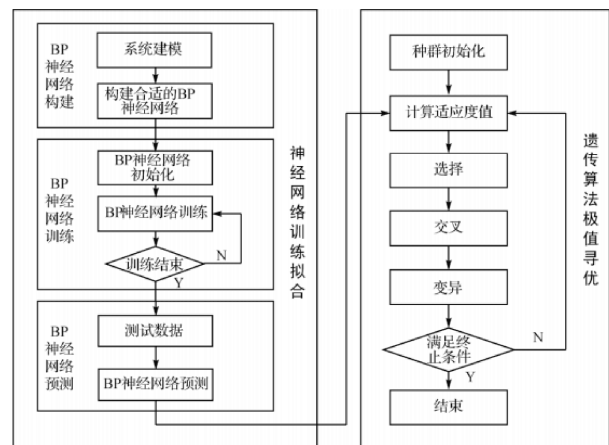 BP
神经
网络
构建
系统建模
构建合适的BP
神经网络
BP
神经
网络
训练
BP神经网络
初始化
BP神经网络训练
训练结束
N
Y
BP
神经
网络
预测
测试数据
BP神经网络预测
神经网络训练拟合
种群初始化
计算适应度值
选择
交叉
变异
满足终
止条件
N
Y
结束
遗传算法极值寻优